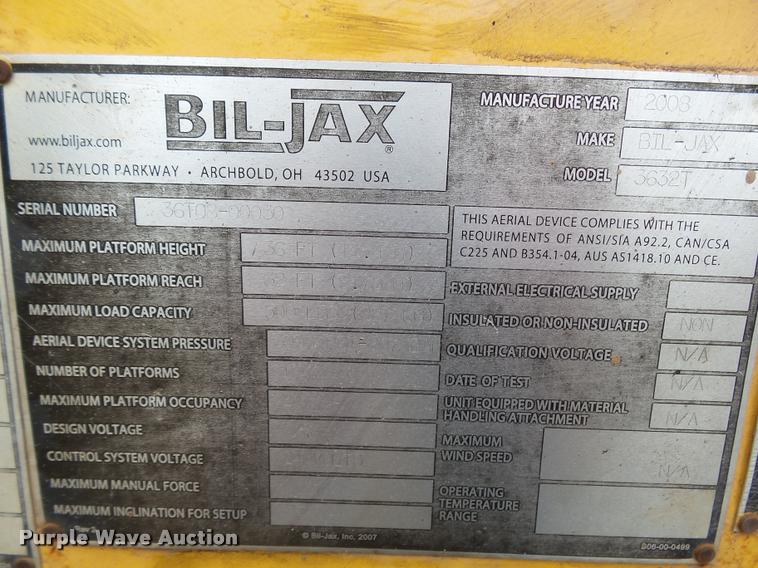 MANUFACTURER:
BIL-JAX®
www.biljax.com
125 TAYLOR PARKWAY • ARCHBOLD, OH 43502 USA
MANUFACTURE YEAR 2008
MAKE BIL-JAX
MODEL 3632T
SERIAL NUMBER
MAXIMUM PLATFORM HEIGHT
MAXIMUM PLATFORM REACH
MAXIMUM LOAD CAPACITY
AERIAL DEVICE SYSTEM PRESSURE
NUMBER OF PLATFORMS
MAXIMUM PLATFORM OCCUPANCY
DESIGN VOLTAGE
CONTROL SYSTEM VOLTAGE
MAXIMUM MANUAL FORCE
MAXIMUM INCLINATION FOR SETUP
THIS AERIAL DEVICE COMPLIES WITH THE
REQUIREMENTS OF ANSI/SIA A92.2, CAN/CSA
C225 AND B354.1-04, AUS AS1418.10 AND CE.
EXTERNAL ELECTRICAL SUPPLY
INSULATED OR NON-INSULATED NON
QUALIFICATION VOLTAGE N/A
DATE OF TEST N/A
UNIT EQUIPPED WITH MATERIAL
HANDLING ATTACHMENT N/A
MAXIMUM
WIND SPEED N/A
OPERATING
TEMPERATURE
RANGE
© Bil-Jax, Inc. 2007
B06-00-0499
Purple Wave Auction